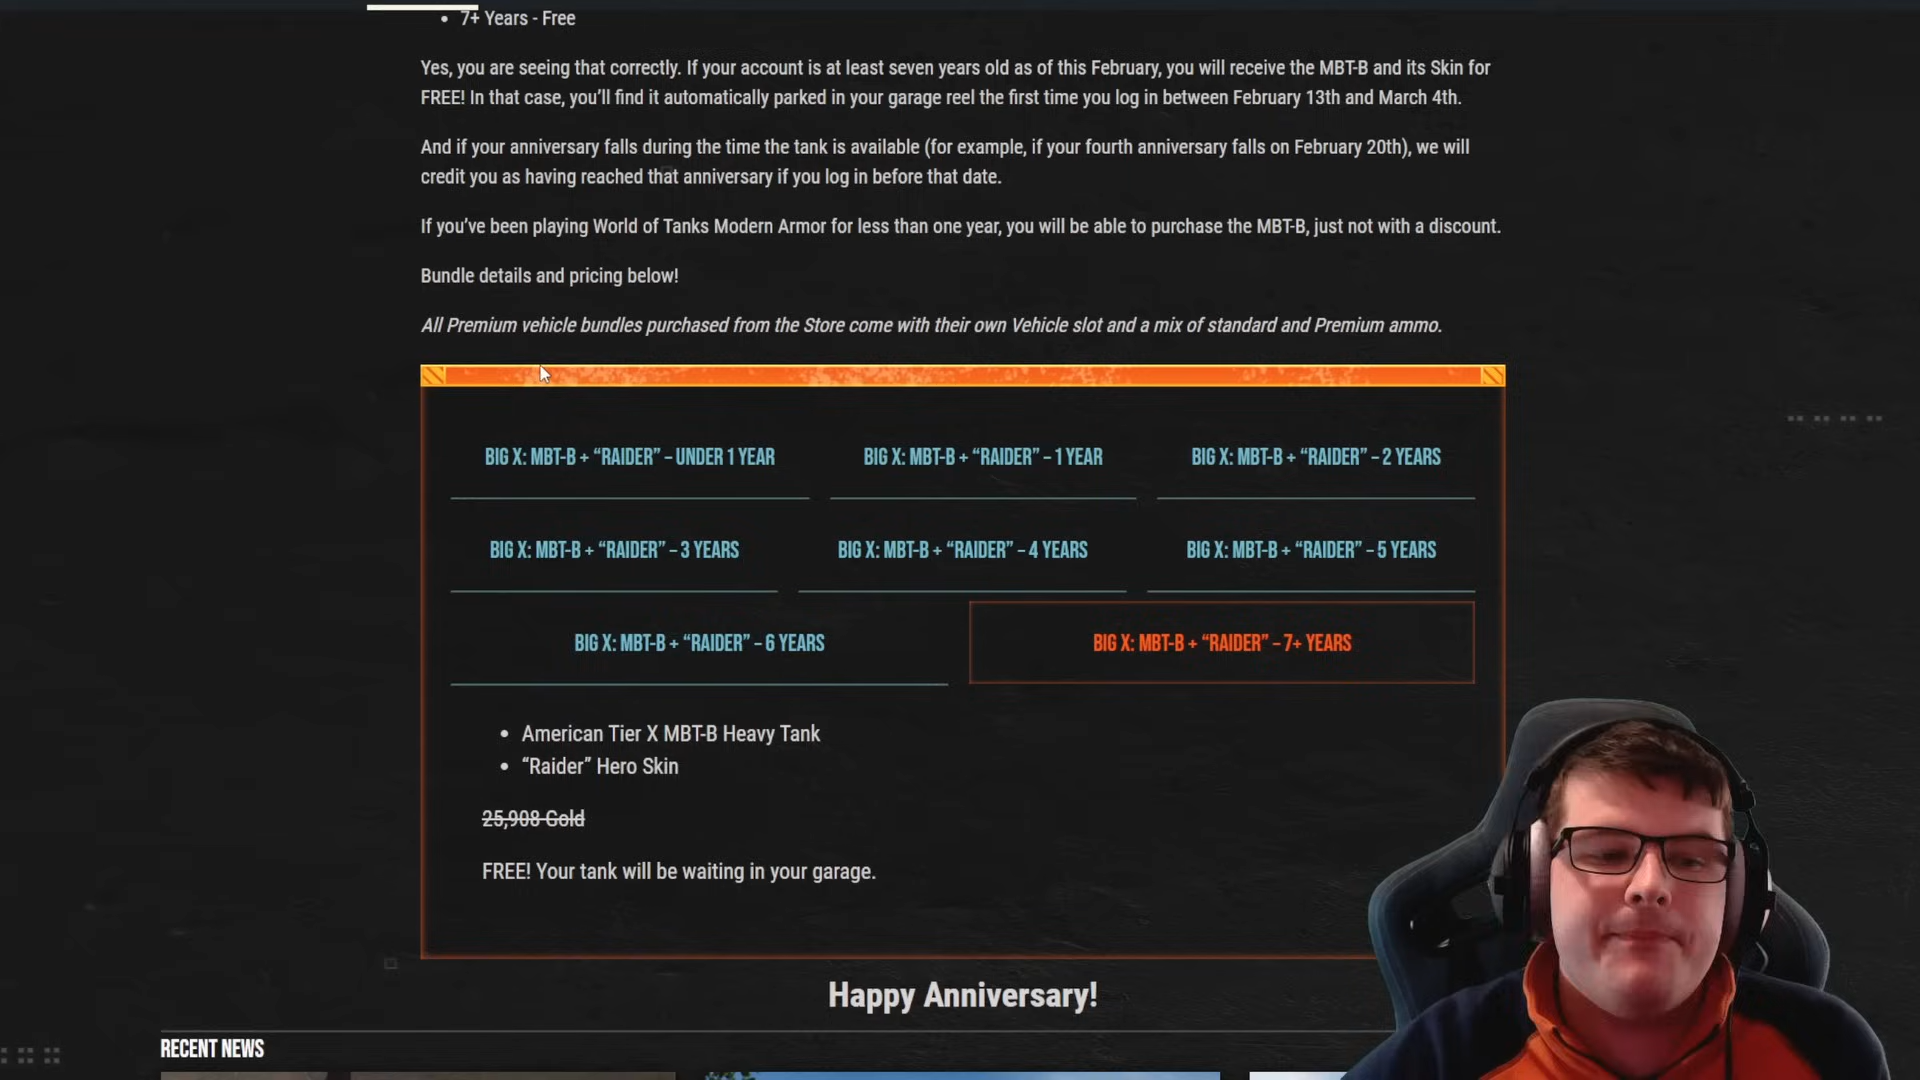 7+ Years - Free
Yes, you are seeing that correctly. If your account is at least seven years old as of this February, you will receive the MBT-B and its Skin for
FREE! In that case, you’ll find it automatically parked in your garage reel the first time you log in between February 13th and March 4th.
And if your anniversary falls during the time the tank is available (for example, if your fourth anniversary falls on February 20th), we will
credit you as having reached that anniversary if you log in before that date.
If you’ve been playing World of Tanks Modern Armor for less than one year, you will be able to purchase the MBT-B, just not with a discount.
Bundle details and pricing below!
All Premium vehicle bundles purchased from the Store come with their own Vehicle slot and a mix of standard and Premium ammo.
BIG X: MBT-B + “RAIDER” – UNDER 1 YEAR
BIG X: MBT-B + “RAIDER” – 1 YEAR
BIG X: MBT-B + “RAIDER” – 2 YEARS
BIG X: MBT-B + “RAIDER” – 3 YEARS
BIG X: MBT-B + “RAIDER” – 4 YEARS
BIG X: MBT-B + “RAIDER” – 5 YEARS
BIG X: MBT-B + “RAIDER” – 6 YEARS
BIG X: MBT-B + “RAIDER” – 7+ YEARS
American Tier X MBT-B Heavy Tank
“Raider” Hero Skin
25,908 Gold
FREE! Your tank will be waiting in your garage.
Happy Anniversary!
RECENT NEWS